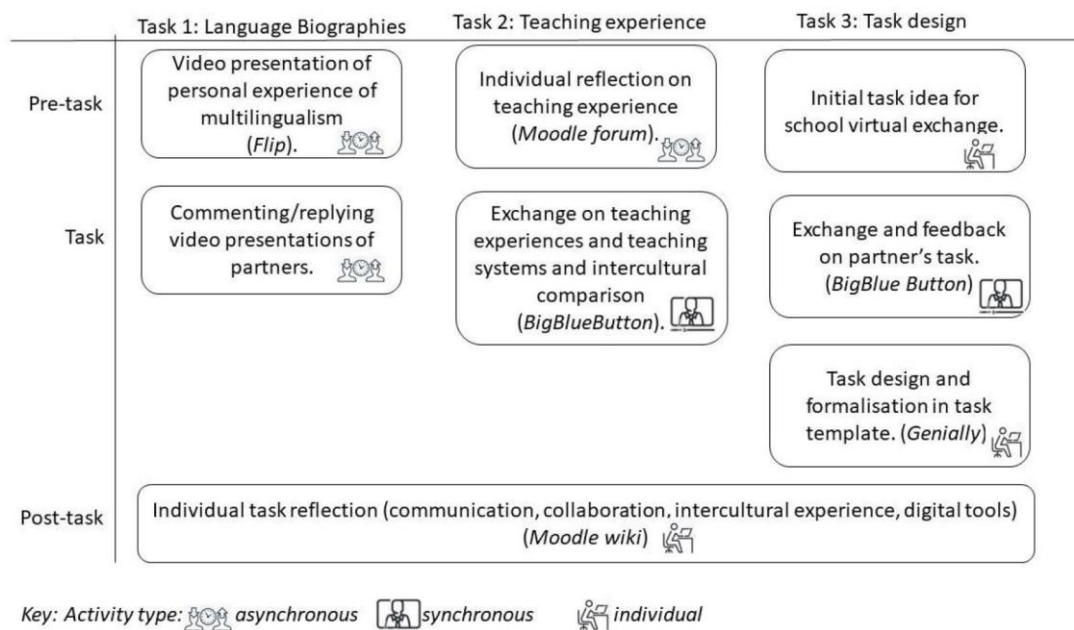 Task 1: Language Biographies
Task 2: Teaching experience
Task 3: Task design
Pre-task
Video presentation of
personal experience of
multilingualism
(Flip).
Individual reflection on
teaching experience
(Moodle forum).
Initial task idea for
school virtual exchange.
Task
Commenting/replying
video presentations of
partners.
Exchange on teaching
experiences and teaching
systems and intercultural
comparison
(BigBlueButton).
Exchange and feedback
on partner's task.
(BigBlue Button)
Task design and
formalisation in task
template. (Genially)
Post-task
Individual task reflection (communication, collaboration, intercultural experience, digital tools)
(Moodle wiki)
Key: Activity type: asynchronous synchronous individual